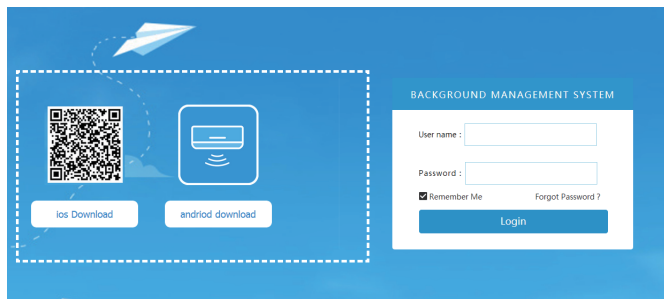 ios Download
andriod download
BACKGROUND MANAGEMENT SYSTEM
User name :
Password :
Remember Me
Forgot Password ?
Login